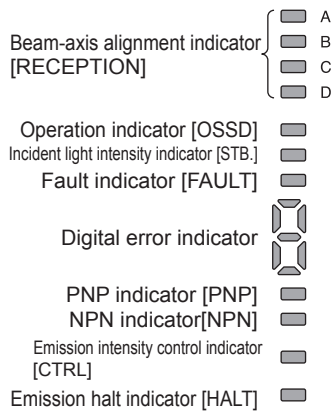 A
Beam-axis alignment indicator
B
[RECEPTION]
C
D
Operation indicator [OSSD]
Incident light intensity indicator [STB.]
Fault indicator [FAULT]
Digital error indicator
PNP indicator [PNP]
NPN indicator[NPN]
Emission intensity control indicator
[CTRL]
Emission halt indicator [HALT]